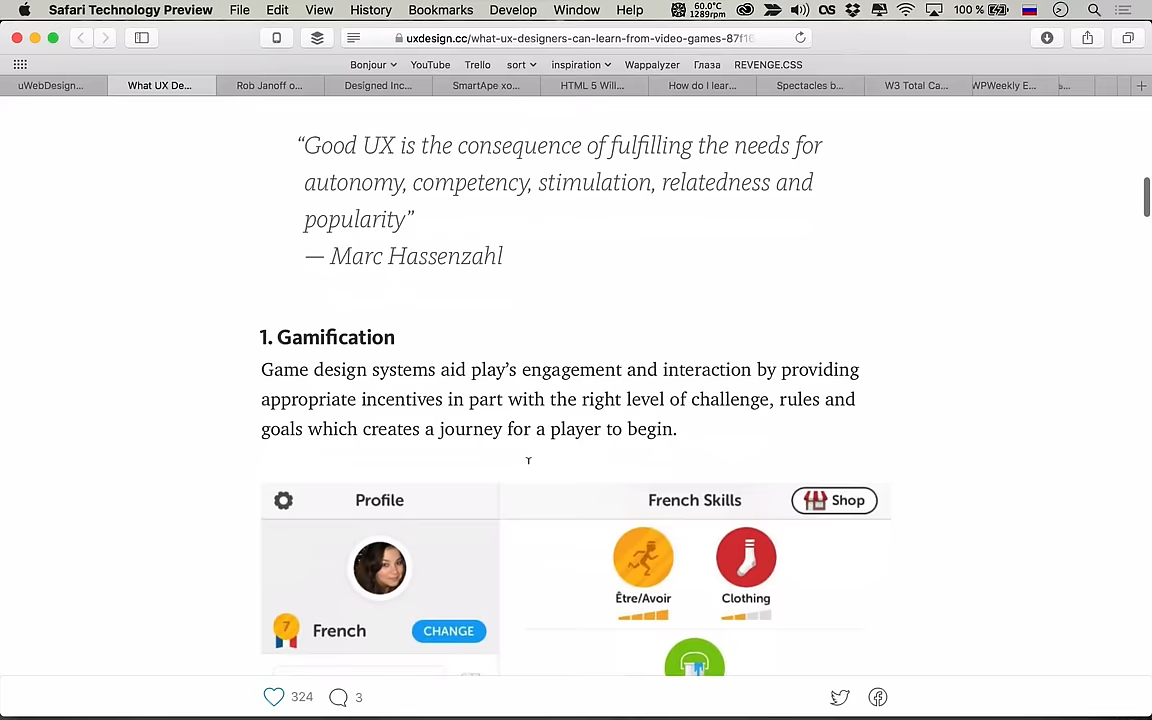 Safari Technology Preview File Edit View History Bookmarks Develop Window Help 60.0°C 1289rpm 100 %
uxdesign.cc/what-ux-designers-can-learn-from-video-games-87f16
Bonjour YouTube Trello sort inspiration Wappalyzer Глаза REVENGE.CSS
uWebDesign... What UX De... Rob Janoff o... Designed Inc... SmartApe xo... HTML 5 Will... How do I lear... Spectacles b... W3 Total Ca... WPWeekly E...
“Good UX is the consequence of fulfilling the needs for
autonomy, competency, stimulation, relatedness and
popularity”
— Marc Hassenzahl
1. Gamification
Game design systems aid play’s engagement and interaction by providing
appropriate incentives in part with the right level of challenge, rules and
goals which creates a journey for a player to begin.
Profile French Skills Shop
Être/Avoir Clothing
7 French CHANGE
324 3